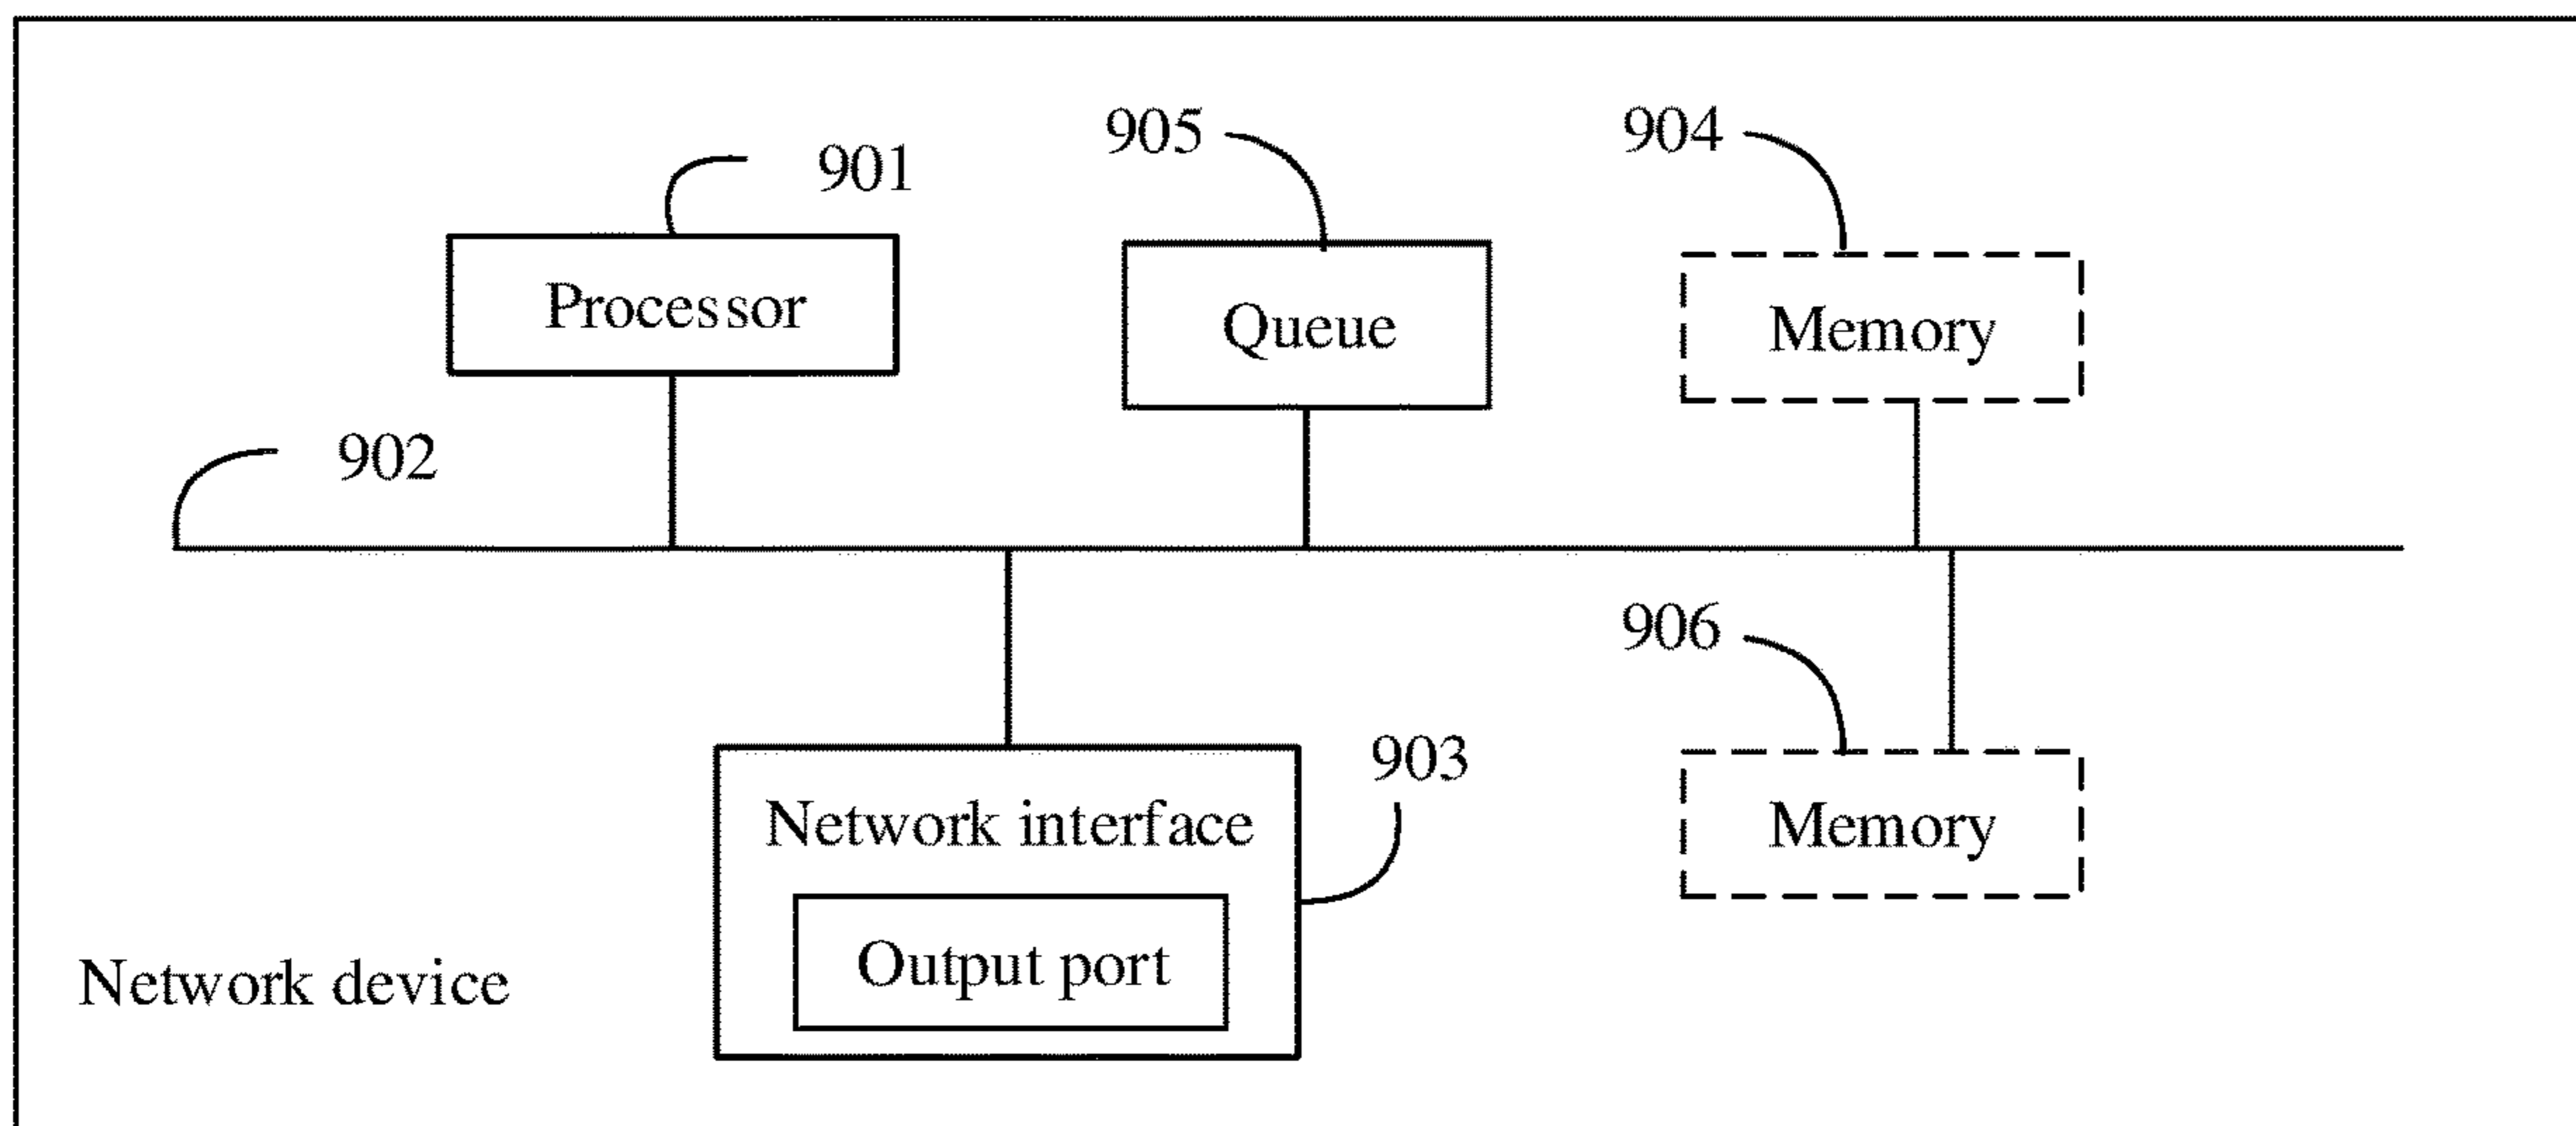 901
905
904
Processor
Queue
Memory
902
906
903
Network interface
Memory
Output port
Network device